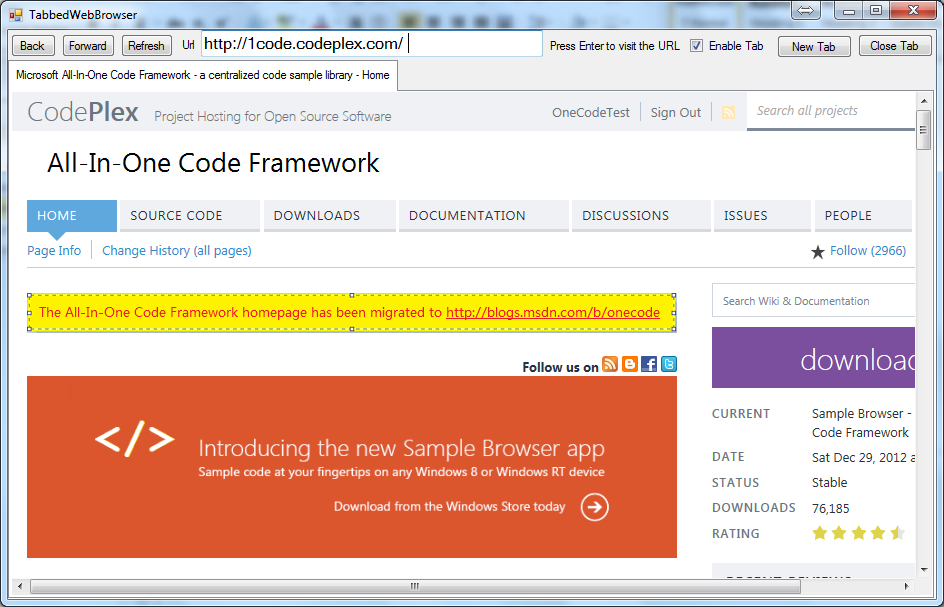 TabbedWebBrowser
Back Forward Refresh Url http://1code.codeplex.com/ Press Enter to visit the URL Enable Tab New Tab Close Tab
Microsoft All-In-One Code Framework - a centralized code sample library - Home
CodePlex Project Hosting for Open Source Software OneCodeTest Sign Out Search all projects
All-In-One Code Framework
HOME SOURCE CODE DOWNLOADS DOCUMENTATION DISCUSSIONS ISSUES PEOPLE
Page Info Change History (all pages) Follow (2966)
Search Wiki & Documentation
The All-In-One Code Framework homepage has been migrated to http://blogs.msdn.com/b/onecode
Follow us on
</>
Introducing the new Sample Browser app
Sample code at your fingertips on any Windows 8 or Windows RT device
Download from the Windows Store today
downloa
CURRENT Sample Browser -
Code Framework
DATE Sat Dec 29, 2012 a
STATUS Stable
DOWNLOADS 76,185
RATING